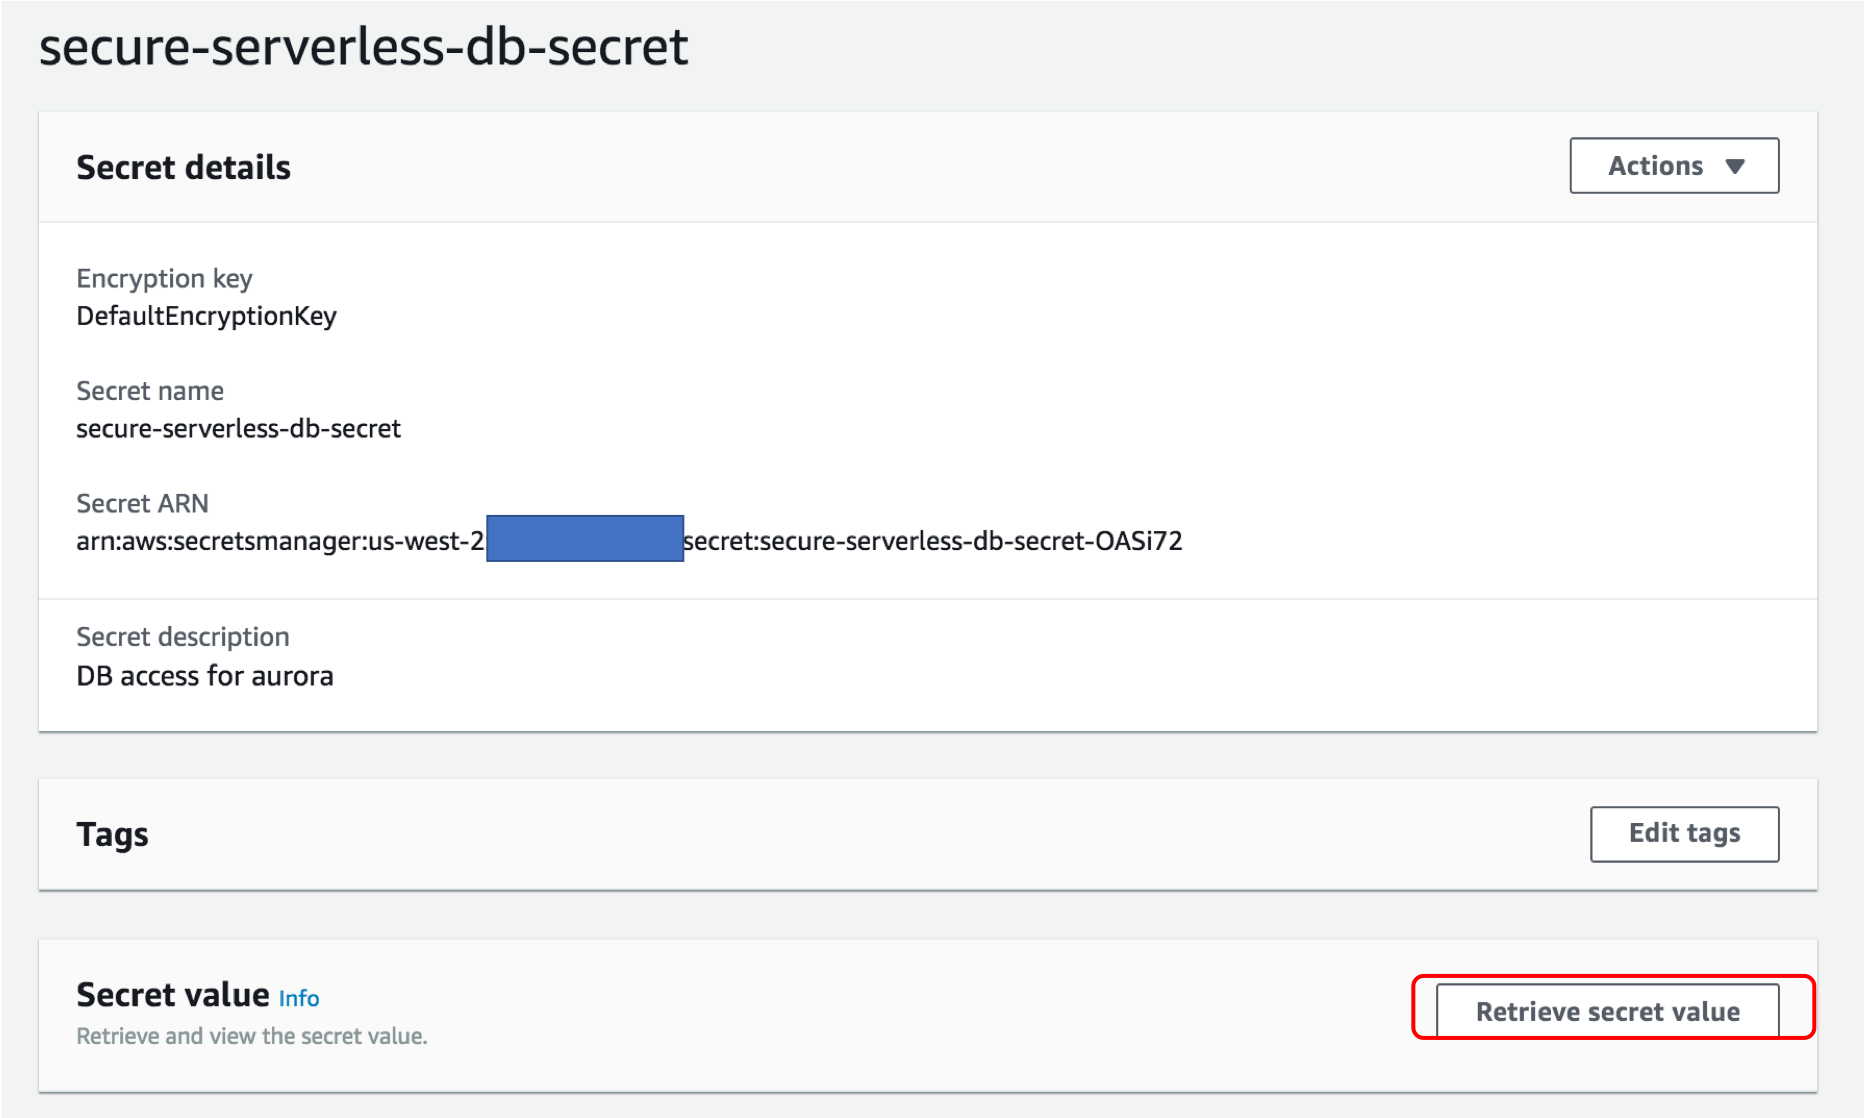 secure-serverless-db-secret
Secret details
Actions
Encryption key
DefaultEncryptionKey
Secret name
secure-serverless-db-secret
Secret ARN
arn:aws:secretsmanager:us-west-2 secret:secure-serverless-db-secret-OASi72
Secret description
DB access for aurora
Tags
Edit tags
Secret value Info
Retrieve and view the secret value.
Retrieve secret value